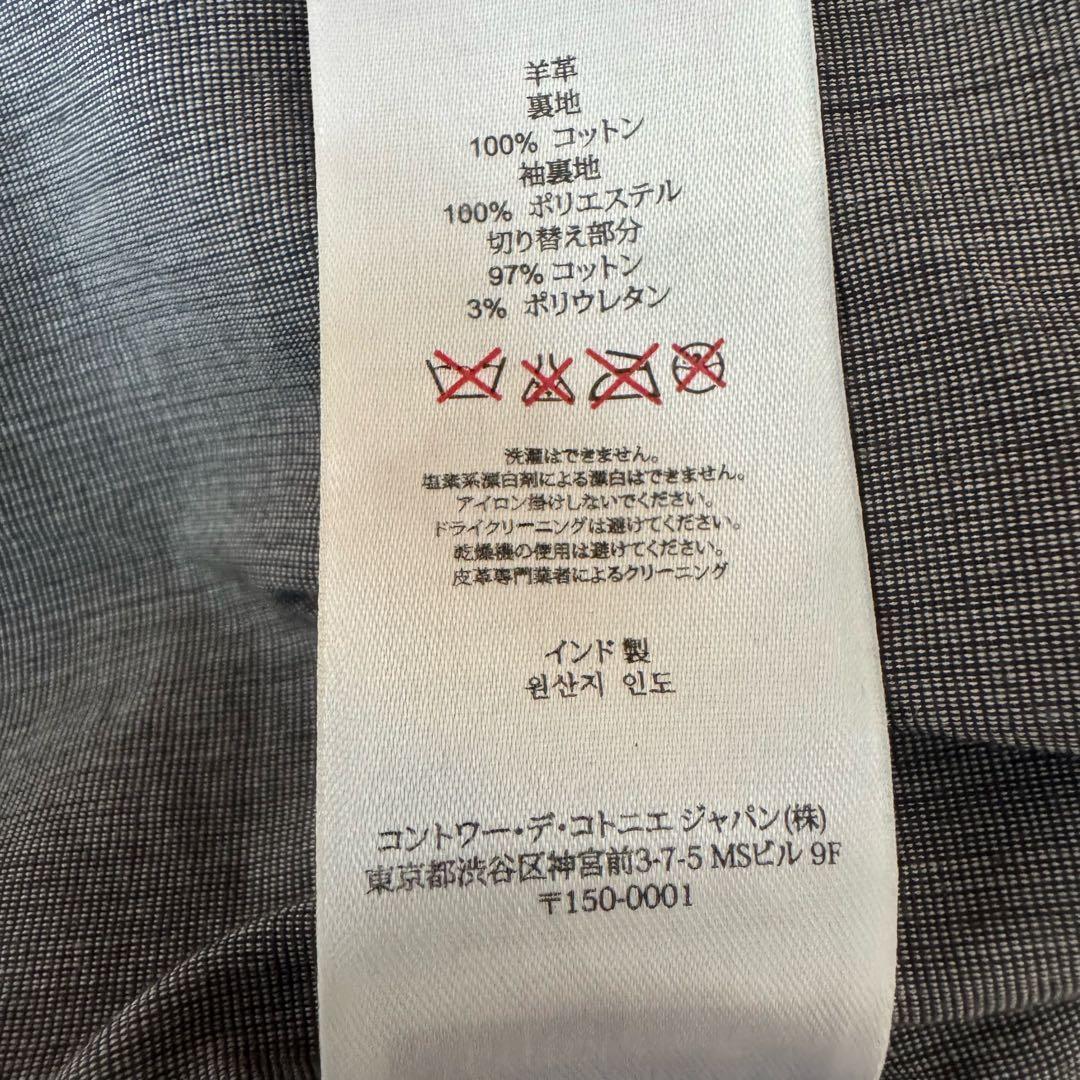 羊革
裏地
100% コットン
袖裏地
100% ポリエステル
切り替え部分
97% コットン
3% ポリウレタン
洗濯はできません。
塩素系漂白剤による漂白はできません。
アイロン掛けしないでください。
ドライクリーニングは避けてください。
乾燥機の使用は避けてください。
皮革専門業者によるクリーニング
インド製
원산지 인도
コントワー・デ・コトニエ ジャパン(株)
東京都渋谷区神宮前3-7-5 MSビル 9F
〒150-0001